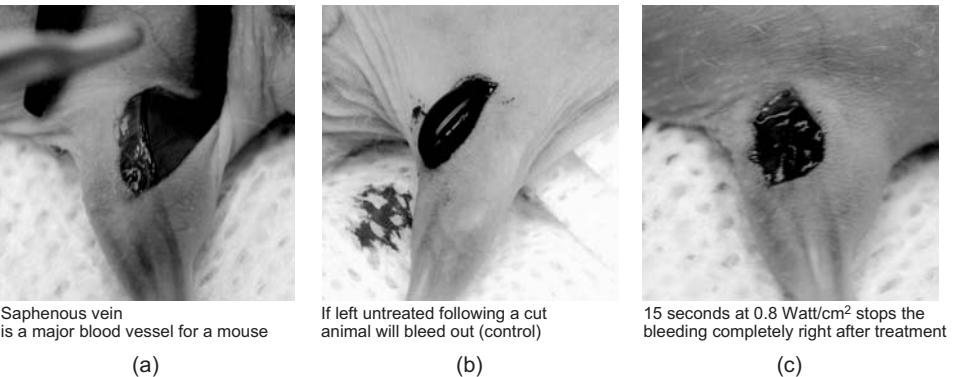 Saphenous vein
is a major blood vessel for a mouse
(a)
If left untreated following a cut
animal will bleed out (control)
(b)
15 seconds at 0.8 Watt/cm² stops the
bleeding completely right after treatment
(c)